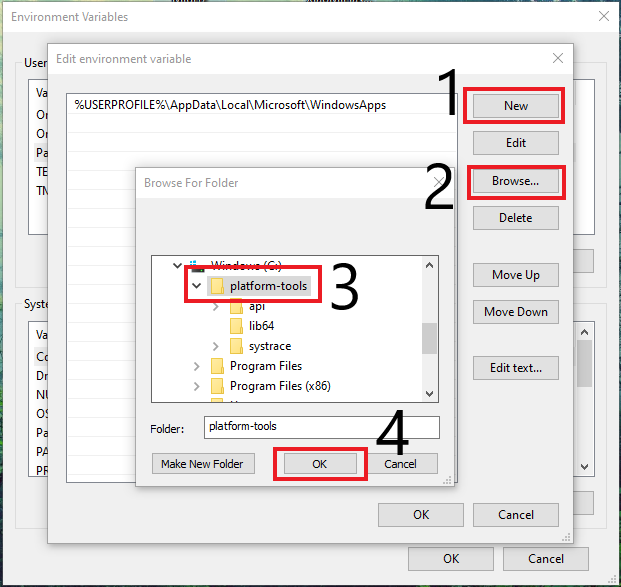 Environment Variables
Edit environment variable
User
Va
Or
Or
Pa
TE
TM
%USERPROFILE%\AppData\Local\Microsoft\WindowsApps
1
New
Edit
2
Browse...
Delete
Move Up
Move Down
Edit text...
Browse For Folder
Windows (C:)
platform-tools
3
api
lib64
systrace
Program Files
Program Files (x86)
Folder:
platform-tools
4
Make New Folder
OK
Cancel
Syste
Va
Co
Dr
NU
OS
Pa
PA
PR
OK
Cancel
OK
Cancel